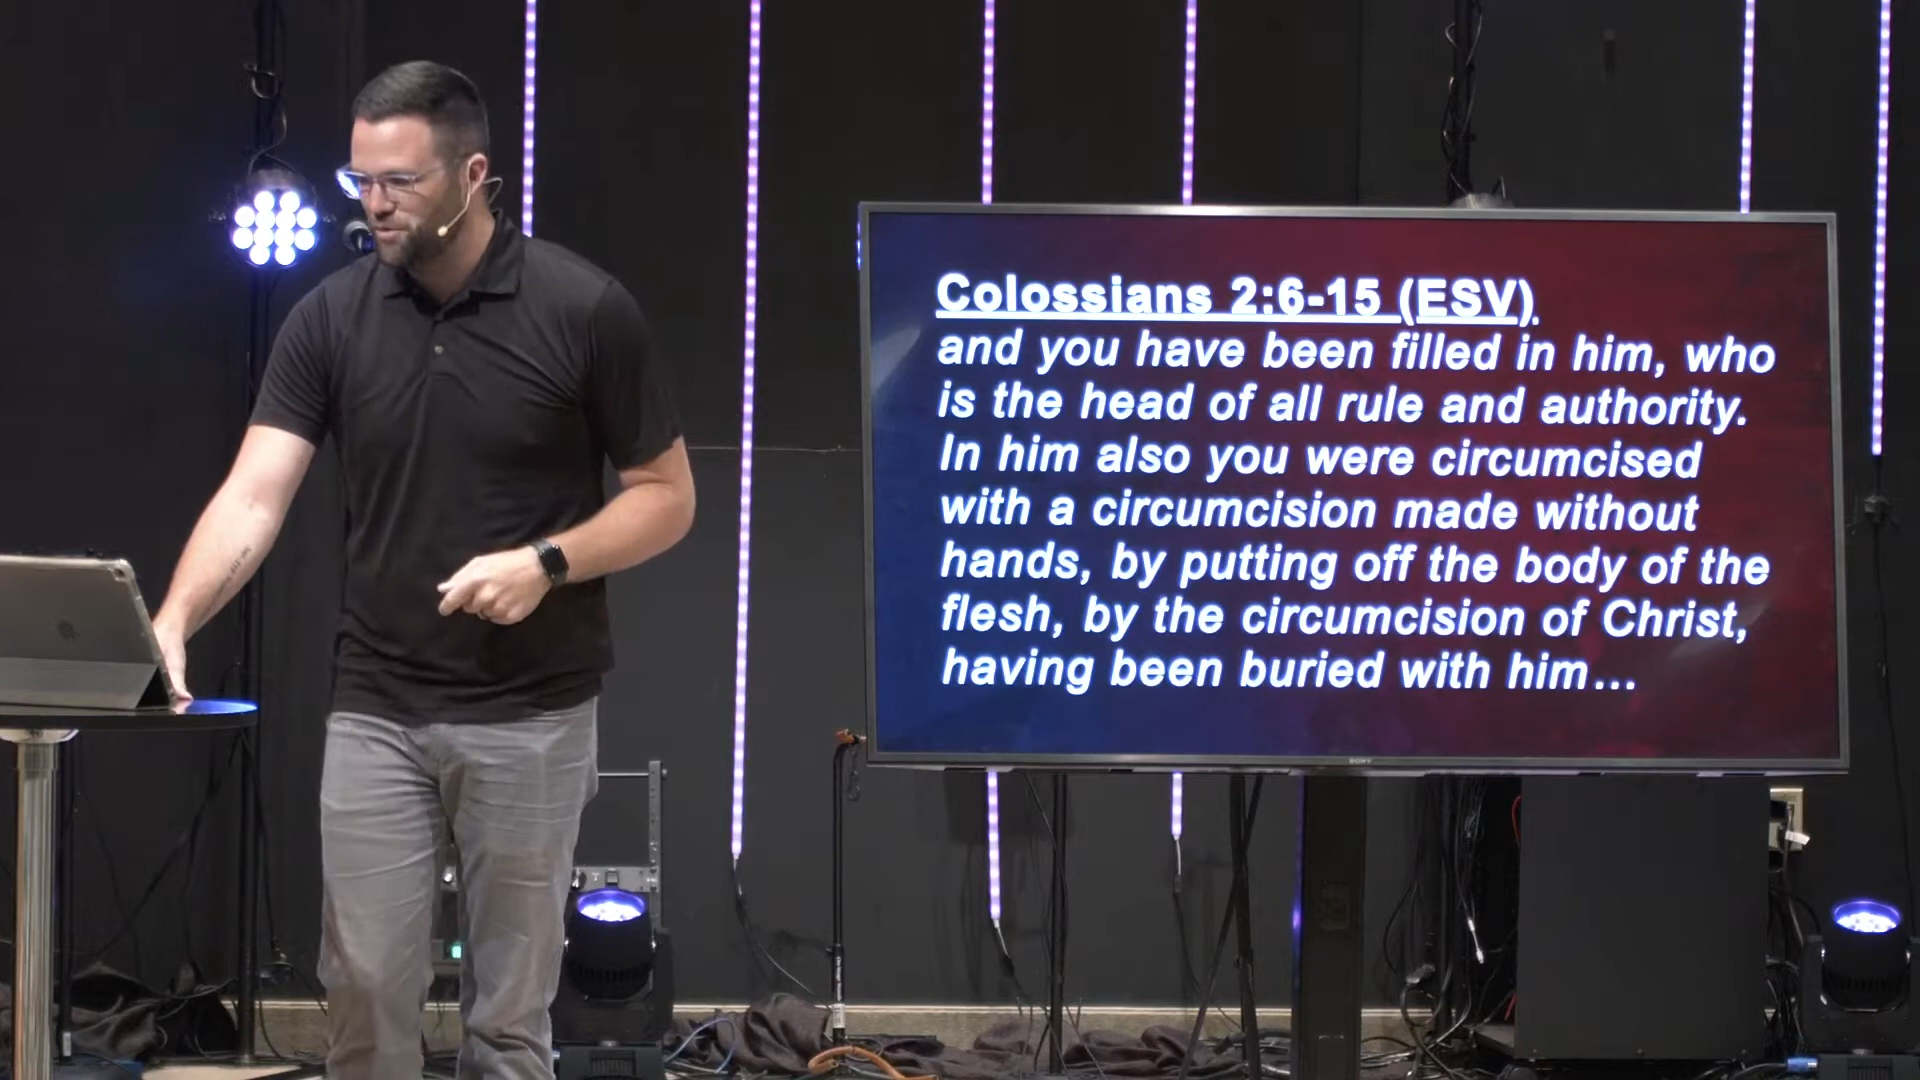 Colossians 2:6-15 (ESV)
and you have been filled in him, who
is the head of all rule and authority.
In him also you were circumcised
with a circumcision made without
hands, by putting off the body of the
flesh, by the circumcision of Christ,
having been buried with him...
SONY